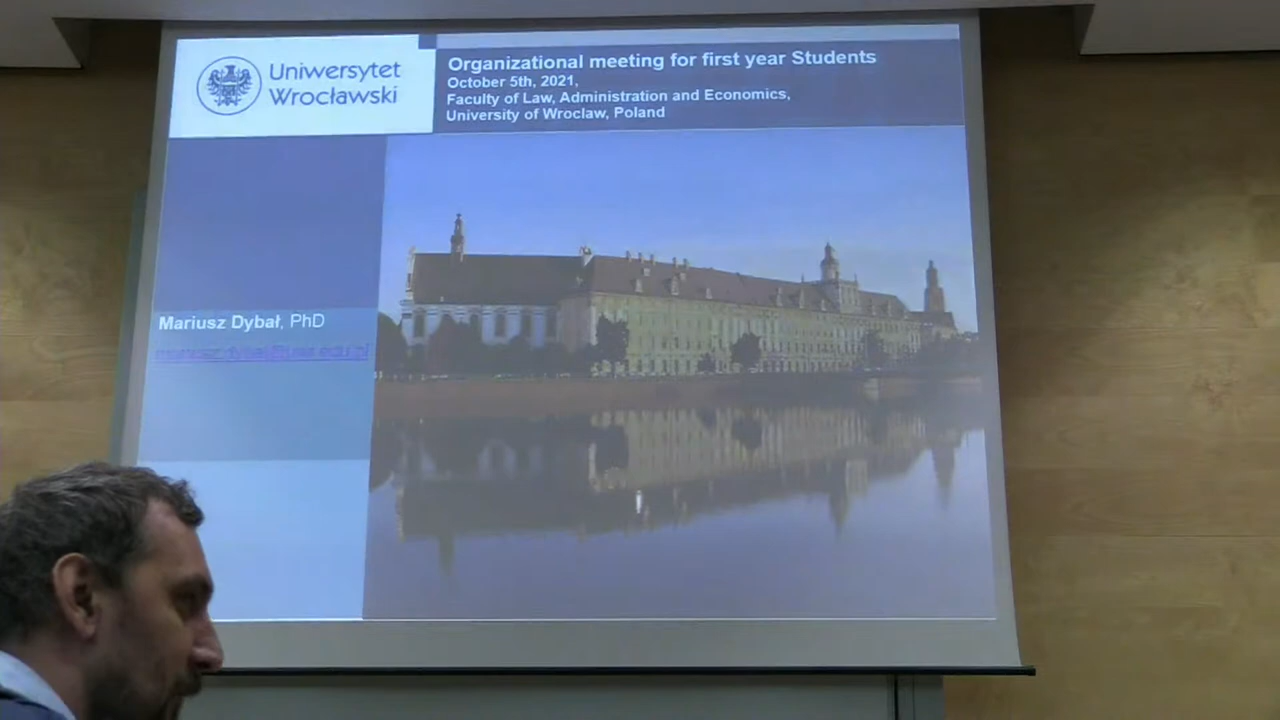 Uniwersytet
Wrocławski
Organizational meeting for first year Students
October 5th, 2021,
Faculty of Law, Administration and Economics,
University of Wroclaw, Poland
Mariusz Dybał, PhD